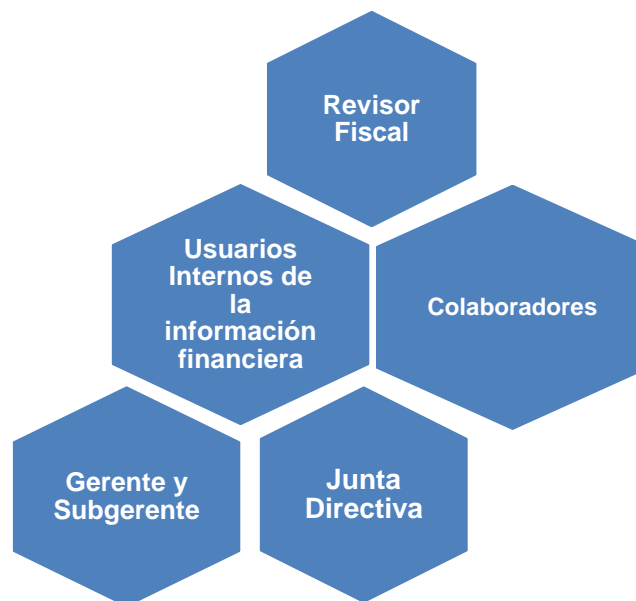 Revisor
Fiscal
Usuarios
Internos de
la
información
financiera
Colaboradores
Gerente y
Subgerente
Junta
Directiva